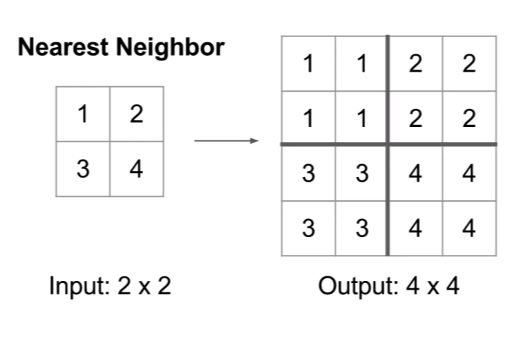 Nearest Neighbor
1 2
3 4
1 1 2 2
1 1 2 2
3 3 4 4
3 3 4 4
Input: 2 x 2
Output: 4 x 4